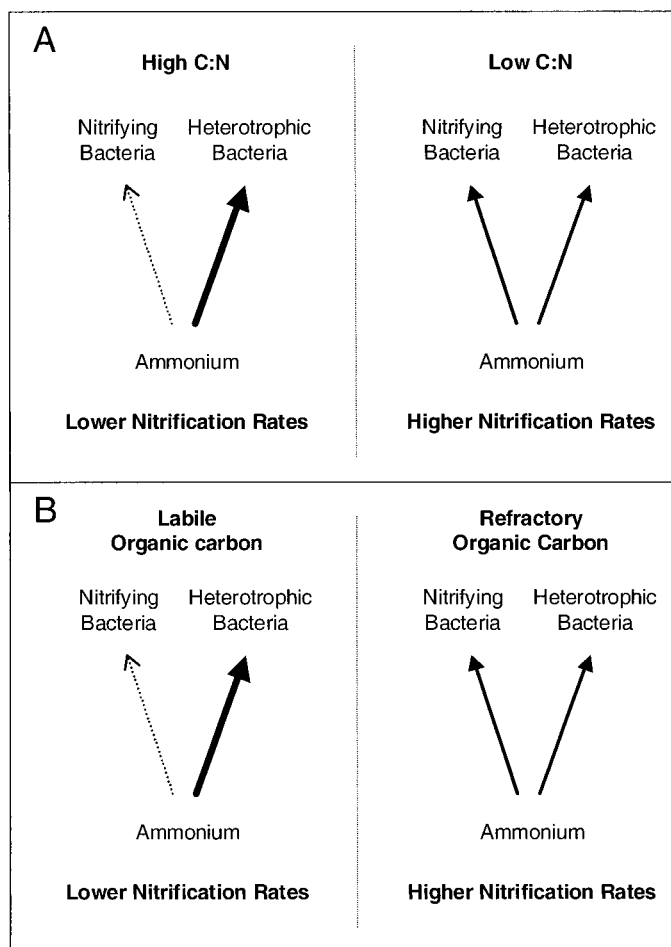 A
High C:N
Low C:N
Nitrifying Heterotrophic
Bacteria Bacteria
Nitrifying Heterotrophic
Bacteria Bacteria
Ammonium
Ammonium
Lower Nitrification Rates
Higher Nitrification Rates
B
Labile
Organic carbon
Refractory
Organic Carbon
Nitrifying Heterotrophic
Bacteria Bacteria
Nitrifying Heterotrophic
Bacteria Bacteria
Ammonium
Ammonium
Lower Nitrification Rates
Higher Nitrification Rates